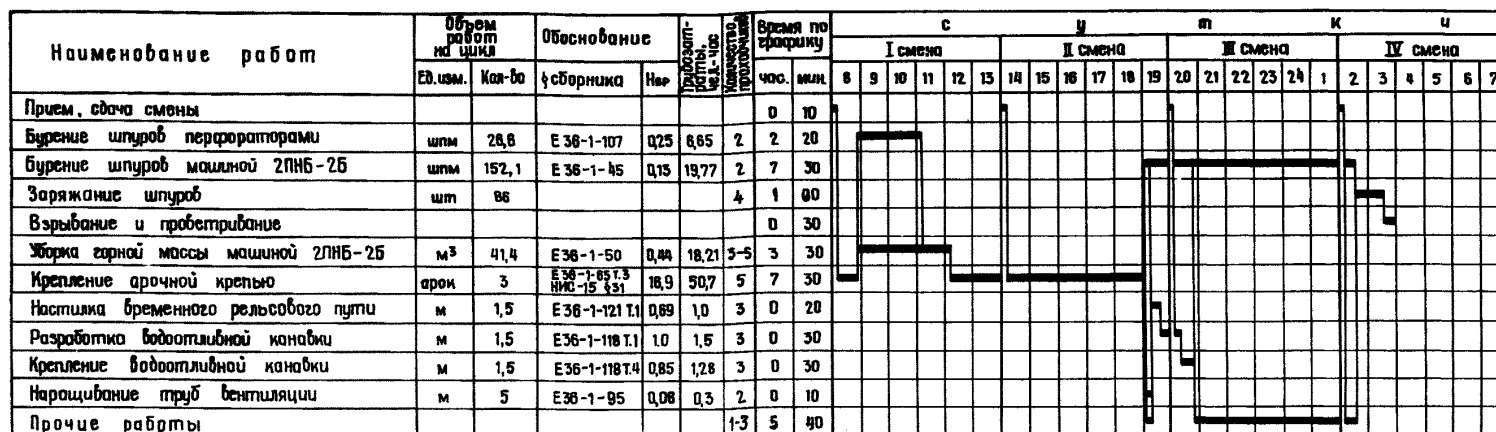 Наименование работ Объем работ на цикл Обоснование Трудозатраты, чел.-час Количество проходчиков Время по графику С у т к и
I смена II смена III смена IV смена
Ед.изм. Кол-во § сборника Нвр час. мин. 8 9 10 11 12 13 14 15 16 17 18 19 20 21 22 23 24 1 2 3 4 5 6 7
Прием, сдача смены 0 10
Бурение шпуров перфораторами шпм 26,6 Е 36-1-107 0,25 6,65 2 2 20
Бурение шпуров машиной 2ПНБ-2Б шпм 152,1 Е 36-1-45 0,13 19,77 2 7 30
Заряжание шпуров шт 86 4 1 00
Взрывание и проветривание 0 30
Уборка горной массы машиной 2ПНБ-2Б м³ 41,4 Е36-1-50 0,44 18,21 3-5 3 30
Крепление арочной крепью арок 3 Е 36-1-65 Т.3 НИС-15 §31 16,9 50,7 5 7 30
Настилка временного рельсового пути м 1,5 Е36-1-121 Т.1 0,69 1,0 3 0 20
Разработка водоотливной канавки м 1,5 Е36-1-118 Т.1 1.0 1,5 3 0 30
Крепление водоотливной канавки м 1,5 Е36-1-118 Т.4 0,85 1,28 3 0 30
Наращивание труб вентиляции м 5 Е36-1-95 0,06 0,3 2 0 10
Прочие работы 1-3 5 40